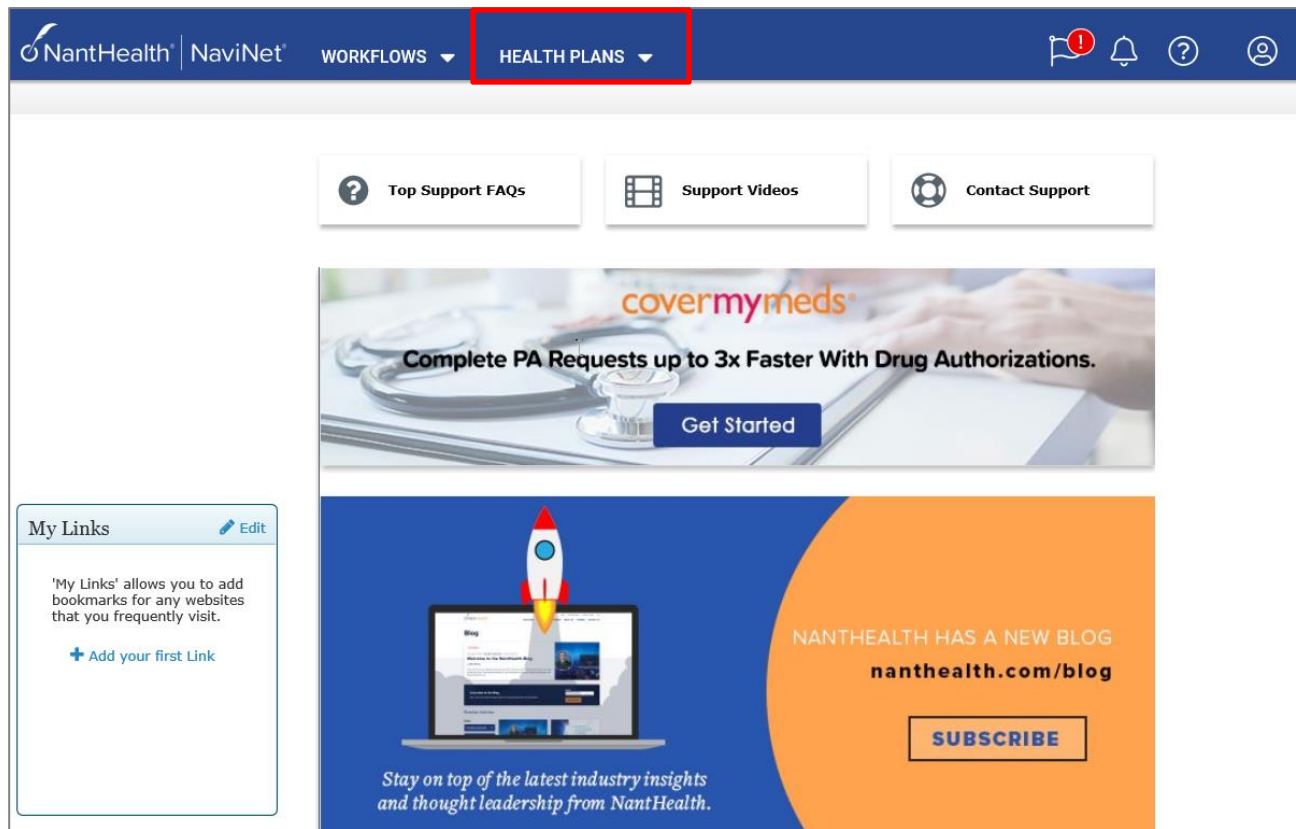 NantHealth® NaviNet®
WORKFLOWS
HEALTH PLANS
!
?
? Top Support FAQs
Support Videos
Contact Support
covermymeds®
Complete PA Requests up to 3x Faster With Drug Authorizations.
Get Started
My Links
Edit
'My Links' allows you to add
bookmarks for any websites
that you frequently visit.
Add your first Link
Blog
NANTHEALTH HAS A NEW BLOG
nanthealth.com/blog
SUBSCRIBE
Stay on top of the latest industry insights
and thought leadership from NantHealth.